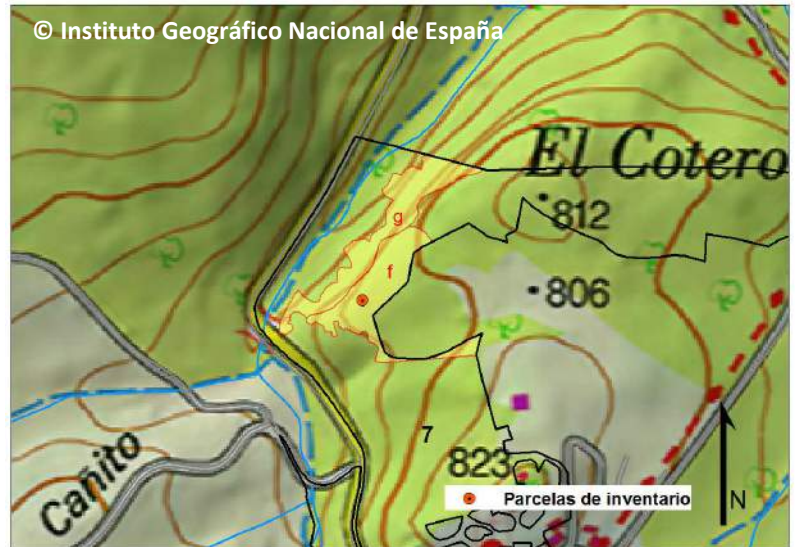 © Instituto Geográfico Nacional de España
El Cotero
812
g
f
806
7
823
Cañito
Parcelas de inventario
N